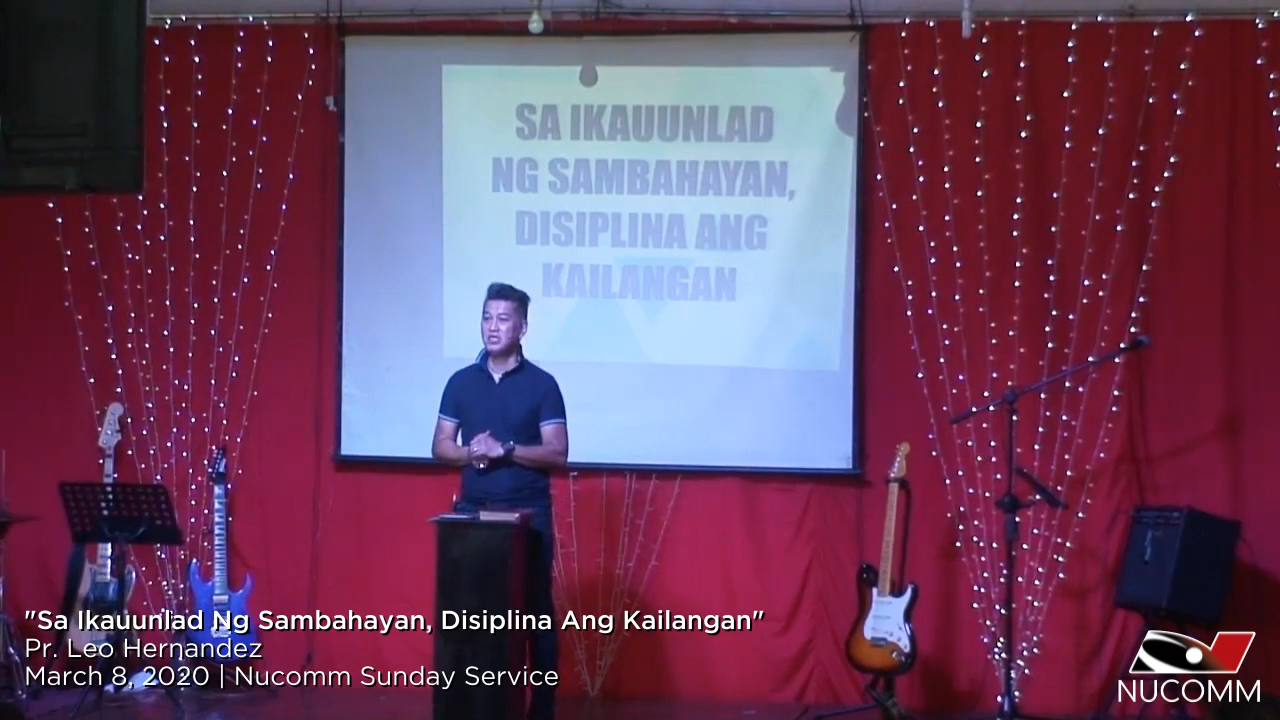 SA IKAUUNLAD
NG SAMBAHAYAN,
DISIPLINA ANG
KAILANGAN
"Sa Ikauunlad Ng Sambahayan, Disiplina Ang Kailangan"
Pr. Leo Hernandez
March 8, 2020 | Nucomm Sunday Service
NUCOMM